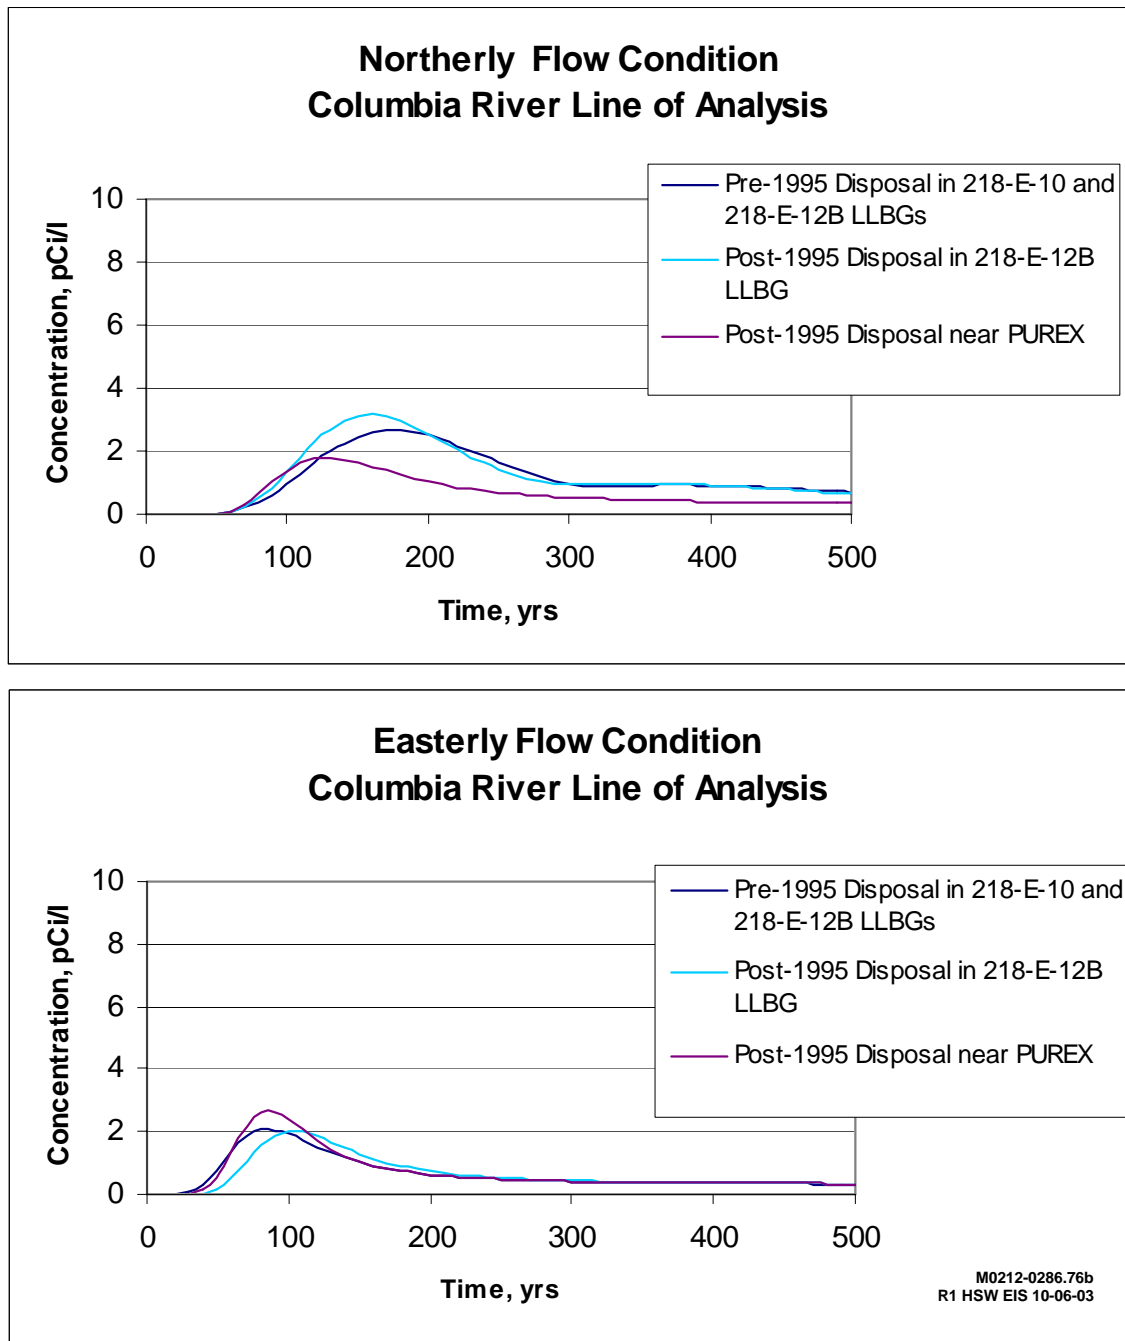 Northerly Flow Condition
Columbia River Line of Analysis
Concentration, pCi/l
10
8
6
4
2
0
0 100 200 300 400 500
Time, yrs
Pre-1995 Disposal in 218-E-10 and
218-E-12B LLBGs
Post-1995 Disposal in 218-E-12B
LLBG
Post-1995 Disposal near PUREX
Easterly Flow Condition
Columbia River Line of Analysis
Concentration, pCi/l
10
8
6
4
2
0
0 100 200 300 400 500
Time, yrs
Pre-1995 Disposal in 218-E-10 and
218-E-12B LLBGs
Post-1995 Disposal in 218-E-12B
LLBG
Post-1995 Disposal near PUREX
M0212-0286.76b
R1 HSW EIS 10-06-03